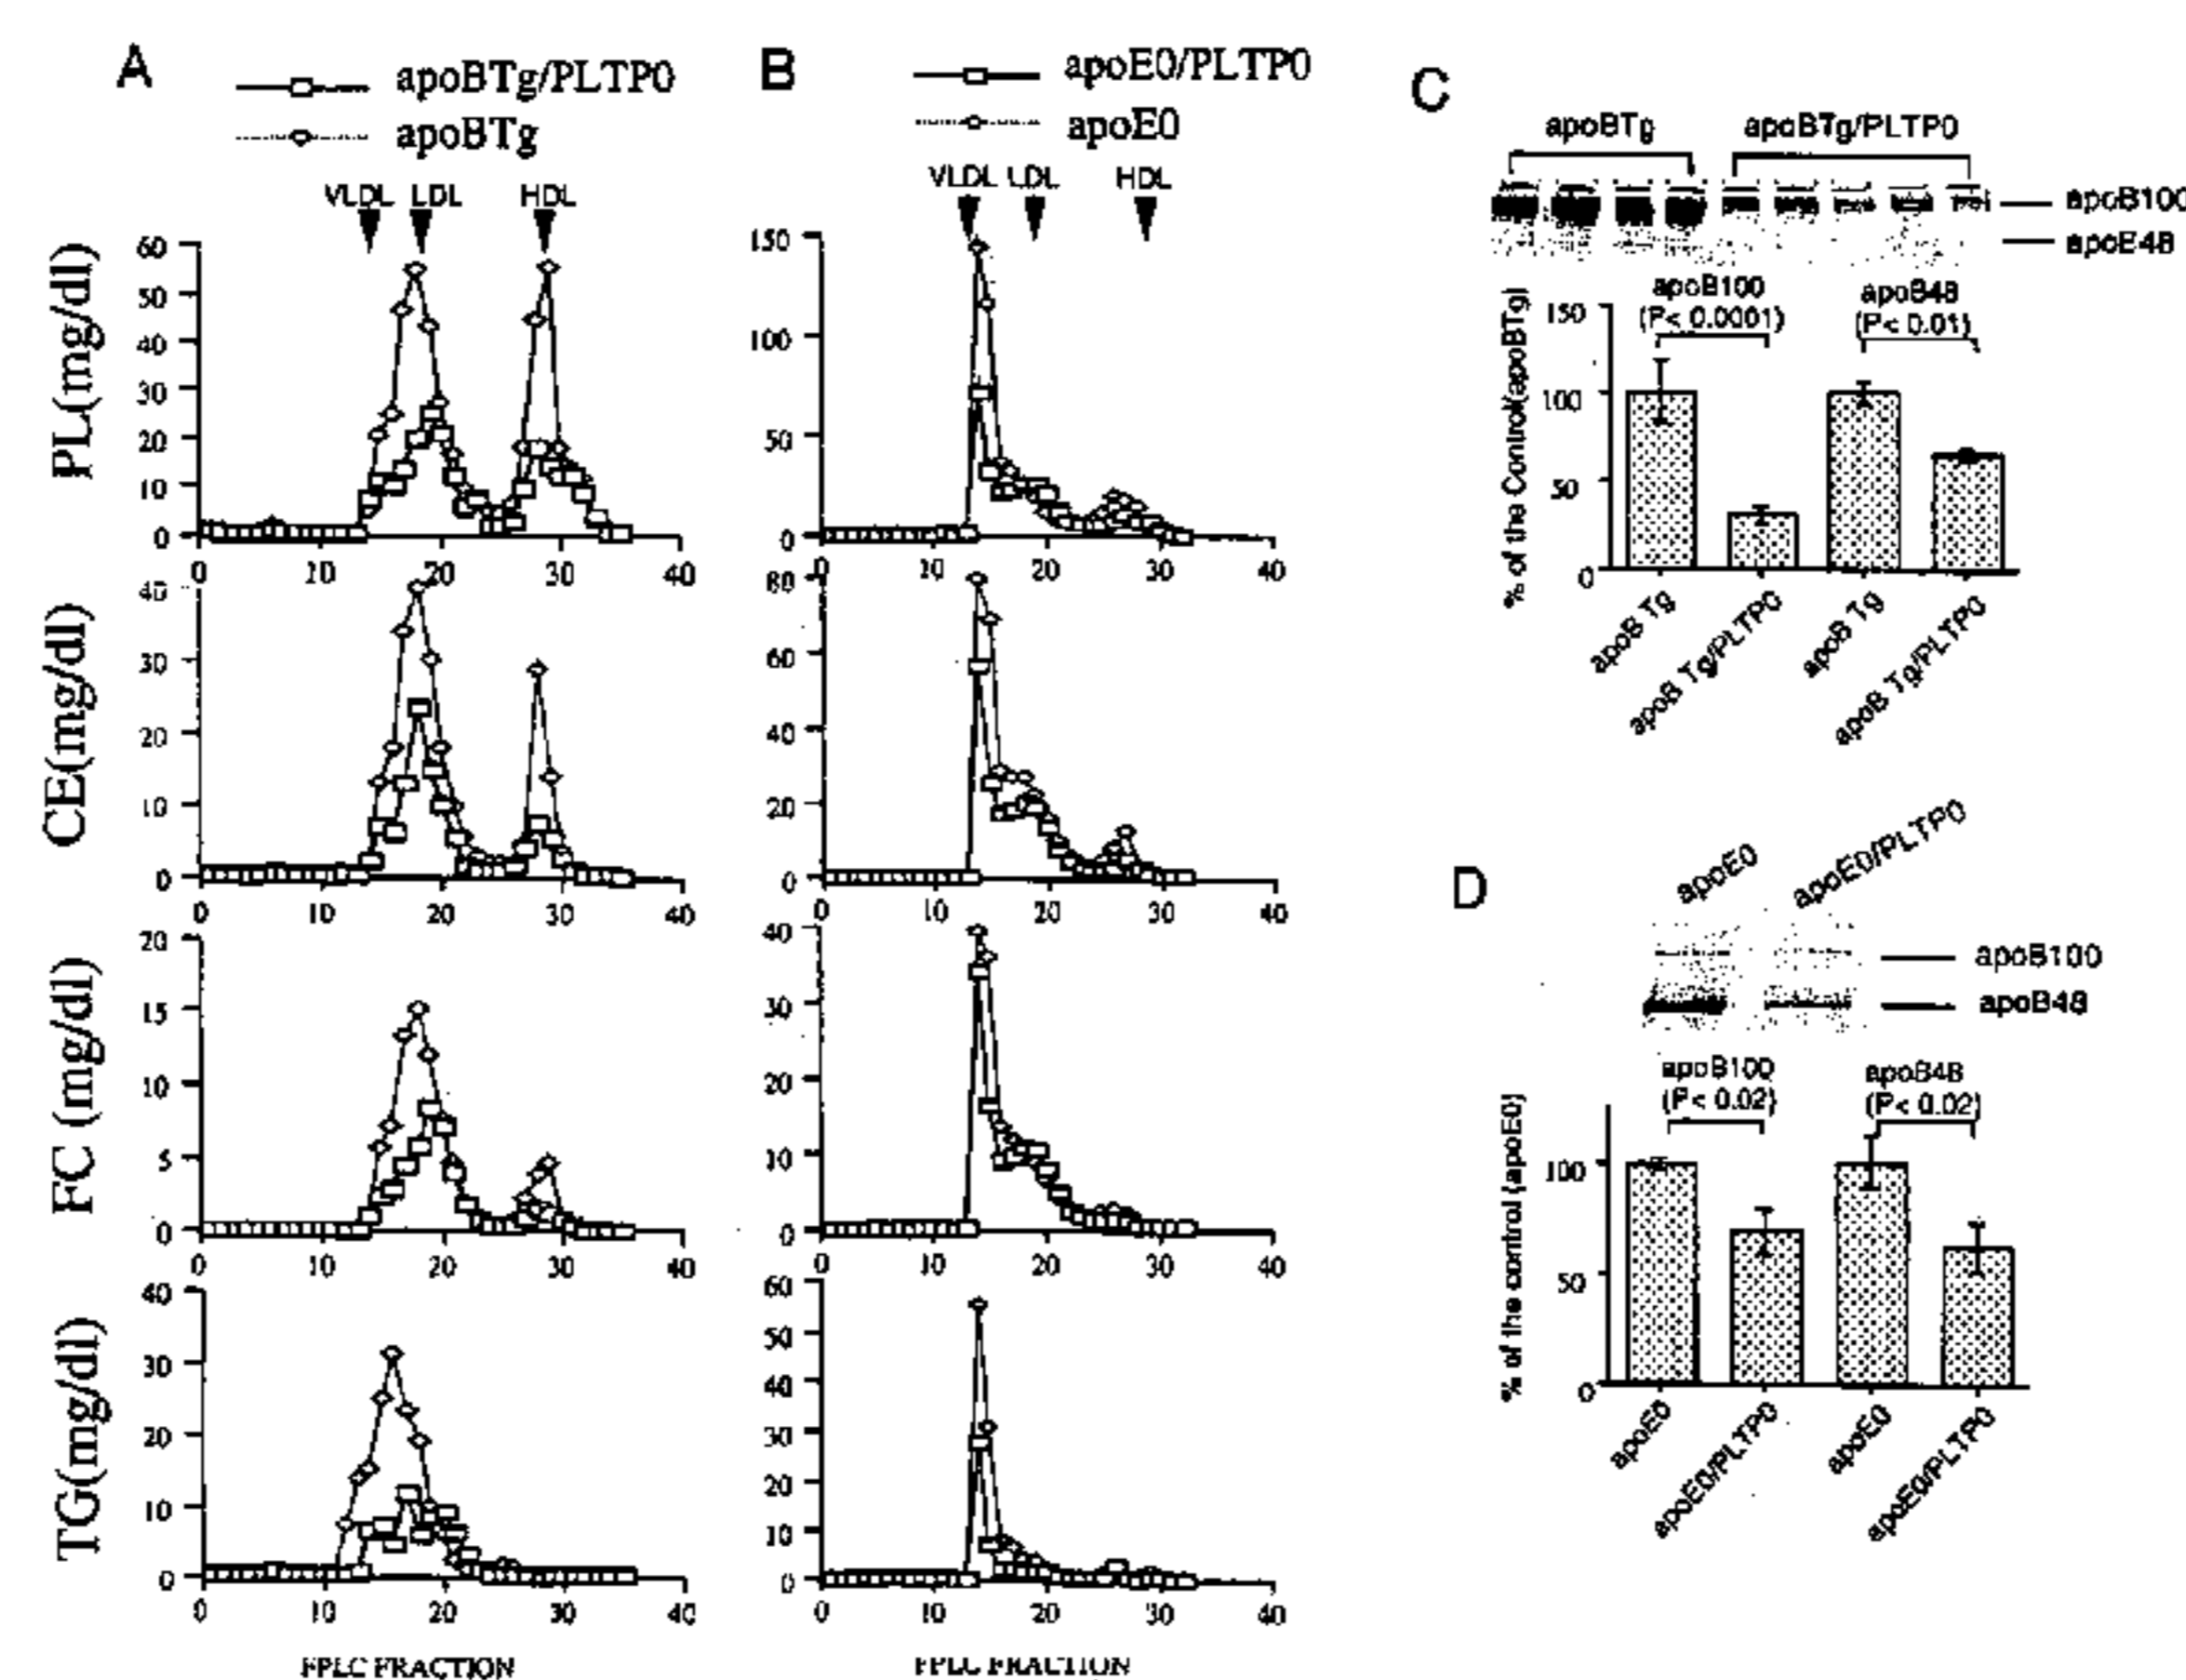 A
apoBTg/PLTP0
apoBTg
VLDL LDL HDL
PL(mg/dl)
60
50
40
30
20
10
0
0 10 20 30 40
CE(mg/dl)
40
30
20
10
0
0 10 20 30 40
FC (mg/dl)
20
15
10
5
0
0 10 20 30 40
TG(mg/dl)
40
30
20
10
0
0 10 20 30 40
FPLC FRACTION
B
apoE0/PLTP0
apoE0
VLDL LDL HDL
150
100
50
0
0 10 20 30 40
80
60
40
20
0
0 10 20 30 40
40
30
20
10
0
0 10 20 30 40
60
50
40
30
20
10
0
0 10 20 30 40
FPLC FRACTION
C
apoBTg apoBTg/PLTP0
apoB100
apoE48
% of the Control(apoBTg)
apoB100 apoB48
(P< 0.0001) (P< 0.01)
150
100
50
0
apoB Tg apoB Tg/PLTP0 apoB Tg apoB Tg/PLTP0
D
apoE0 apoE0/PLTP0
apoB100
apoB48
% of the control (apoE0)
apoB100 apoB48
(P< 0.02) (P< 0.02)
100
50
0
apoE0 apoE0/PLTP0 apoE0 apoE0/PLTP0